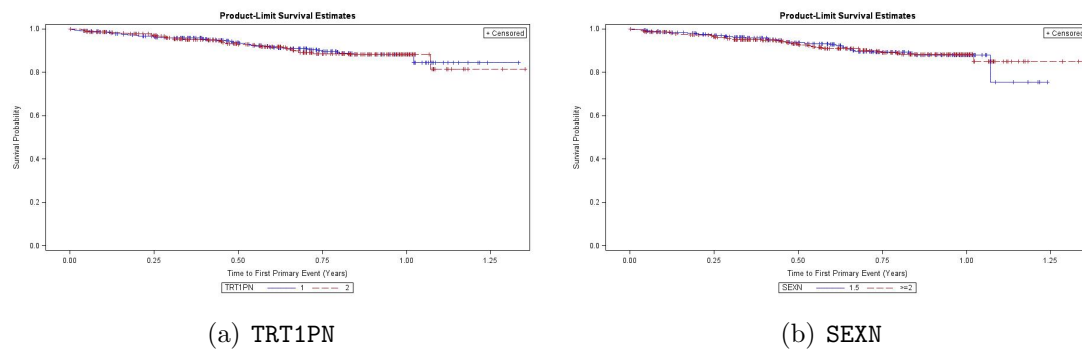 Product-Limit Survival Estimates
+ Censored
1.0
0.8
0.6
0.4
0.2
0.0
Survival Probability
0.00 0.25 0.50 0.75 1.00 1.25
Time to First Primary Event (Years)
TRT1PN 1 2
(a) TRT1PN
Product-Limit Survival Estimates
+ Censored
1.0
0.8
0.6
0.4
0.2
0.0
Survival Probability
0.00 0.25 0.50 0.75 1.00 1.25
Time to First Primary Event (Years)
SEXN 1.5 >=2
(b) SEXN